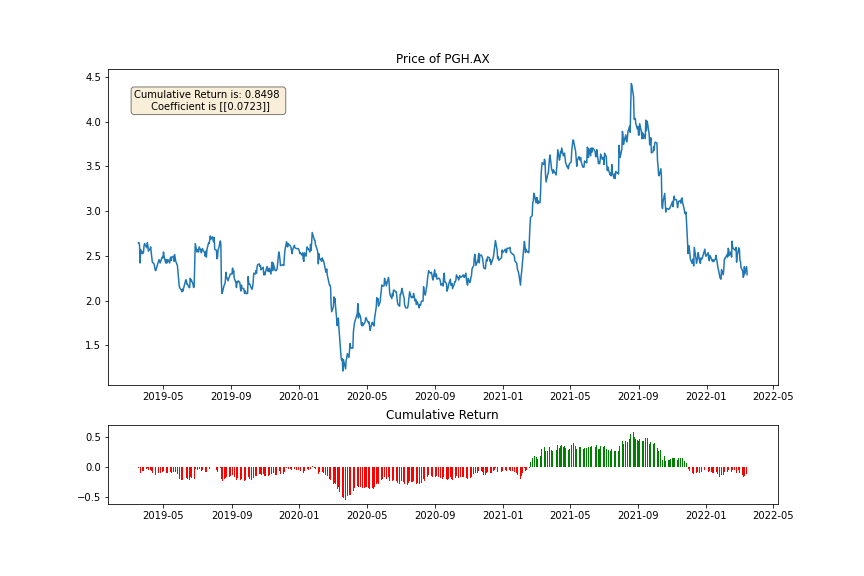 Price of PGH.AX
4.5
4.0
3.5
3.0
2.5
2.0
1.5
Cumulative Return is: 0.8498
Coefficient is [[0.0723]]
2019-05 2019-09 2020-01 2020-05 2020-09 2021-01 2021-05 2021-09 2022-01 2022-05
Cumulative Return
0.5
0.0
−0.5
2019-05 2019-09 2020-01 2020-05 2020-09 2021-01 2021-05 2021-09 2022-01 2022-05